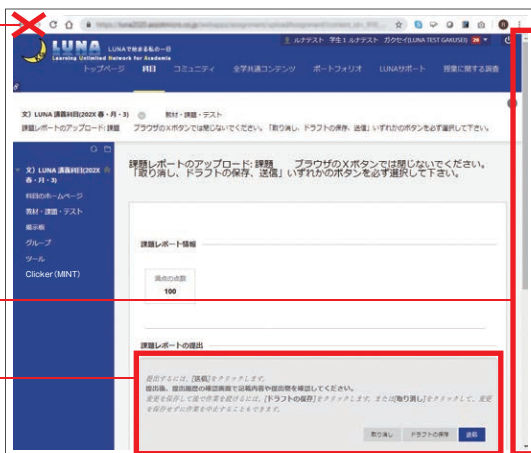 LUNA LUNAで始まる私の一日
Learning Unlimited Network for Academia
ルナテスト 学生1 ルナテスト ガクセイ(LUNA TEST GAKUSEI)
トップページ 科目 コミュニティ 全学共通コンテンツ ポートフォリオ LUNAサポート 授業に関する調査
文) LUNA 講義科目(202X 春・月・3) 教材・課題・テスト
課題レポートのアップロード: 課題 ブラウザのXボタンでは閉じないでください。「取り消し、ドラフトの保存、送信」いずれかのボタンを必ず選択して下さい。
文) LUNA 講義科目(202X
春・月・3)
科目のホームページ
教材・課題・テスト
掲示板
グループ
ツール
Clicker(MINT)
課題レポートのアップロード: 課題 ブラウザのXボタンでは閉じないでください。
「取り消し、ドラフトの保存、送信」いずれかのボタンを必ず選択して下さい。
課題レポート情報
満点の点数
100
課題レポートの提出
提出するには、[送信]をクリックします。
提出後、提出履歴の確認画面で記載内容や提出物を確認してください。
変更を保存して後で作業を続けるには、[ドラフトの保存]をクリックします。または[取り消し]をクリックして、変更
を保存せずに作業を中止することもできます。
取り消し ドラフトの保存 送信